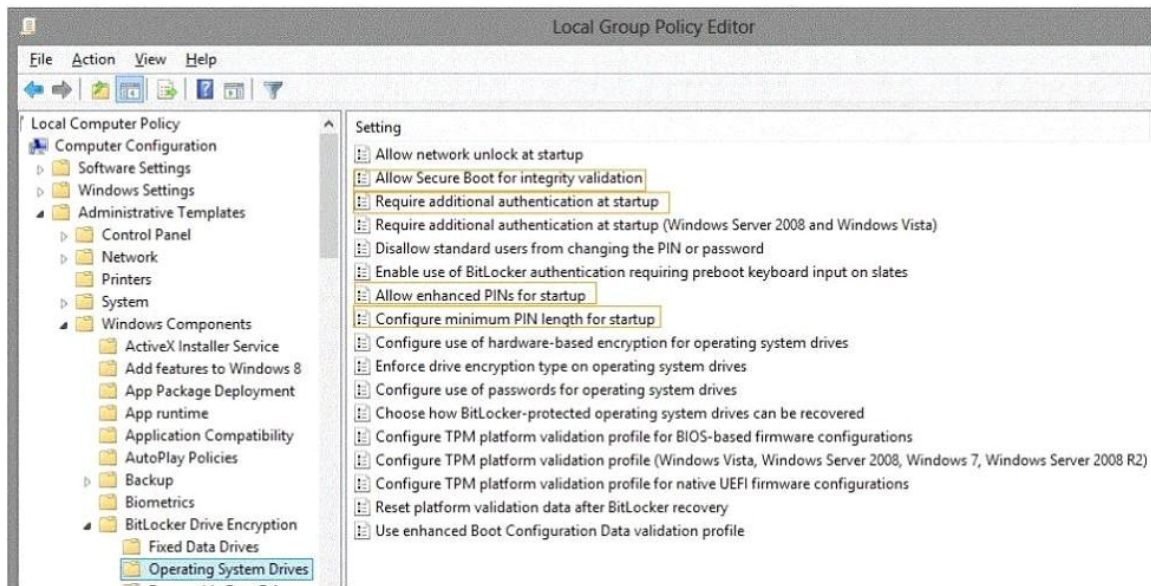 Local Group Policy Editor
File Action View Help
Local Computer Policy
Computer Configuration
Software Settings
Windows Settings
Administrative Templates
Control Panel
Network
Printers
System
Windows Components
ActiveX Installer Service
Add features to Windows 8
App Package Deployment
App runtime
Application Compatibility
AutoPlay Policies
Backup
Biometrics
BitLocker Drive Encryption
Fixed Data Drives
Operating System Drives
Setting
Allow network unlock at startup
Allow Secure Boot for integrity validation
Require additional authentication at startup
Require additional authentication at startup (Windows Server 2008 and Windows Vista)
Disallow standard users from changing the PIN or password
Enable use of BitLocker authentication requiring preboot keyboard input on slates
Allow enhanced PINs for startup
Configure minimum PIN length for startup
Configure use of hardware-based encryption for operating system drives
Enforce drive encryption type on operating system drives
Configure use of passwords for operating system drives
Choose how BitLocker-protected operating system drives can be recovered
Configure TPM platform validation profile for BIOS-based firmware configurations
Configure TPM platform validation profile (Windows Vista, Windows Server 2008, Windows 7, Windows Server 2008 R2)
Configure TPM platform validation profile for native UEFI firmware configurations
Reset platform validation data after BitLocker recovery
Use enhanced Boot Configuration Data validation profile